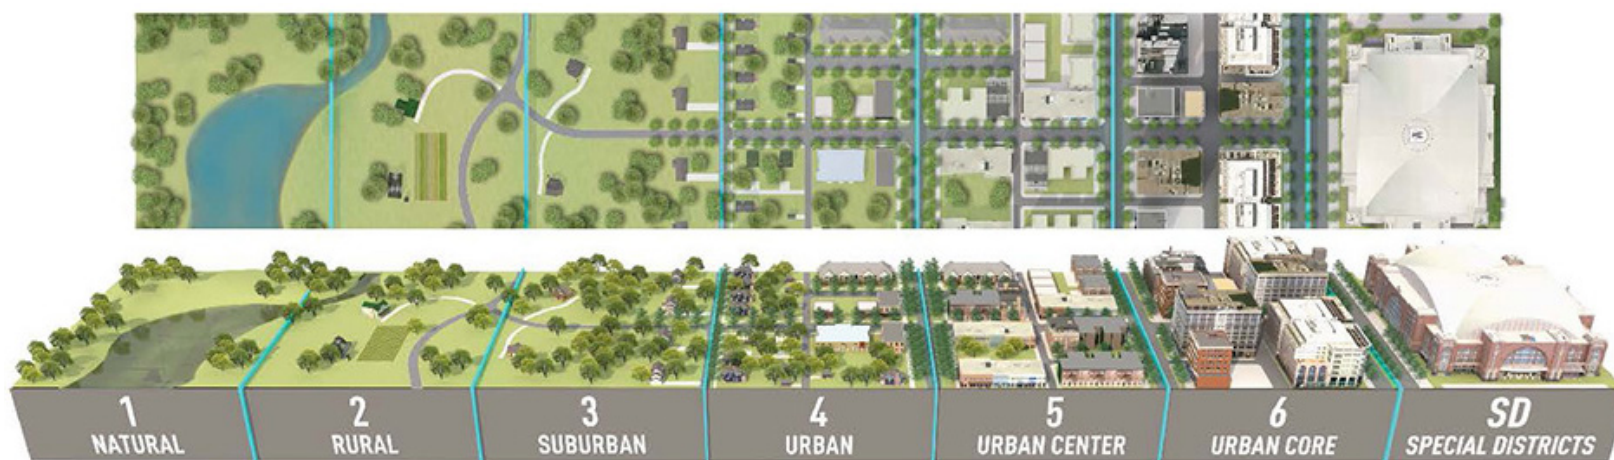 1
NATURAL
2
RURAL
3
SUBURBAN
4
URBAN
5
URBAN CENTER
6
URBAN CORE
SD
SPECIAL DISTRICTS